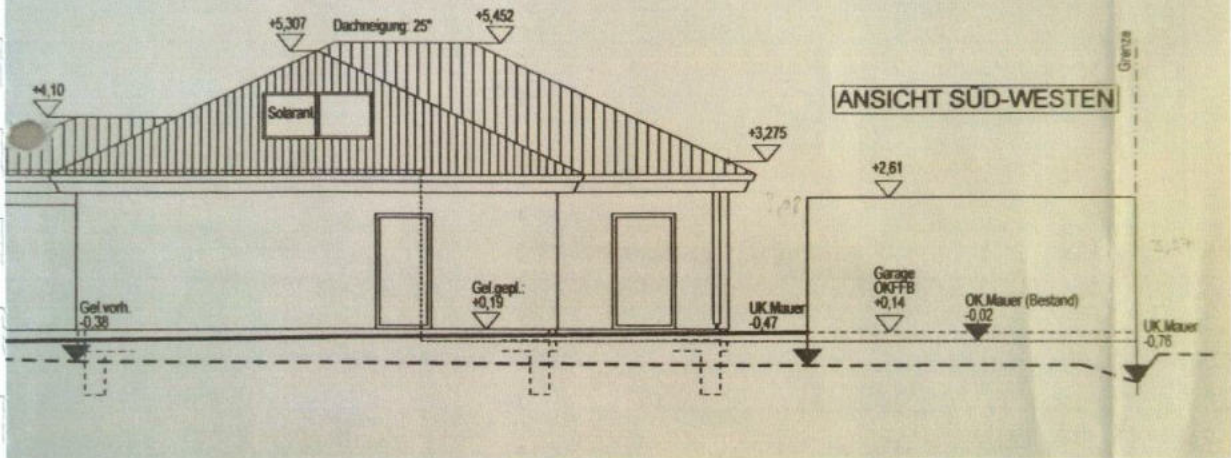 +5,307
Dachneigung: 25°
+5,452
+4,10
Solaranl
ANSICHT SÜD-WESTEN
Grenze
+3,275
+2,61
3,37
Gel.vorh.
-0,38
Gel.gepl.:
+0,19
UK.Mauer
-0,47
Garage
OKFFB
+0,14
OK.Mauer (Bestand)
-0,02
UK.Mauer
-0,76